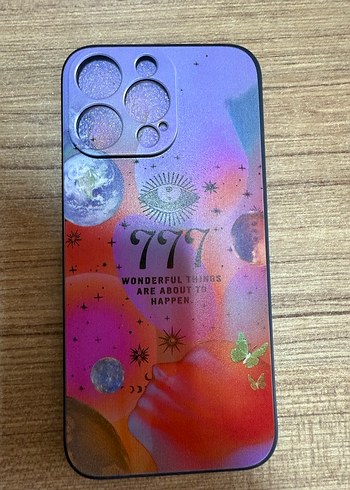 777
WONDERFUL THINGS
ARE ABOUT TO
HAPPEN.